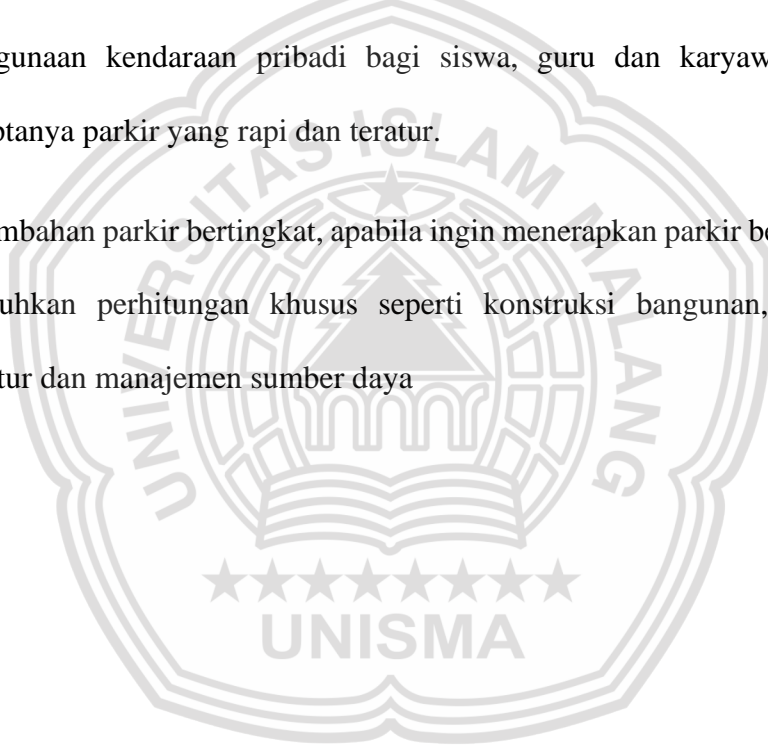 gunaan kendaraan pribadi bagi siswa, guru dan karyaw
tanya parkir yang rapi dan teratur.
mbahan parkir bertingkat, apabila ingin menerapkan parkir be
uhkan perhitungan khusus seperti konstruksi bangunan,
tur dan manajemen sumber daya
UNIVERSITAS ISLAM MALANG
UNISMA